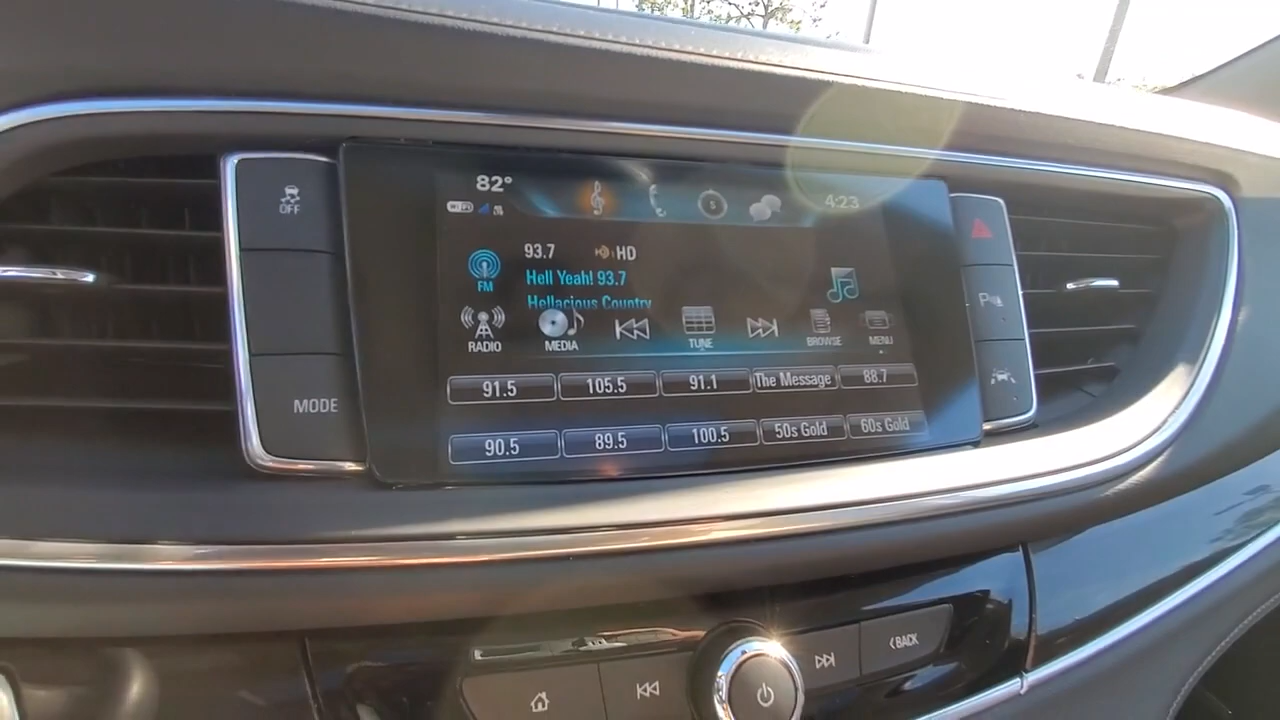 OFF
MODE
82°
4:23
93.7 HD
Hell Yeah! 93.7
Hellacious Country
FM
RADIO
MEDIA
TUNE
BROWSE
MENU
91.5
105.5
91.1
The Message
88.7
90.5
89.5
100.5
50s Gold
60s Gold
BACK